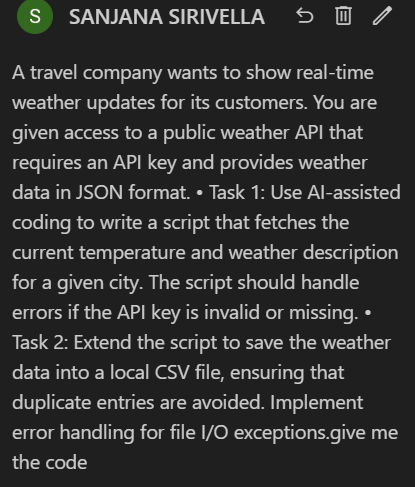 S SANJANA SIRIVELLA
A travel company wants to show real-time
weather updates for its customers. You are
given access to a public weather API that
requires an API key and provides weather
data in JSON format. • Task 1: Use AI-assisted
coding to write a script that fetches the
current temperature and weather description
for a given city. The script should handle
errors if the API key is invalid or missing. •
Task 2: Extend the script to save the weather
data into a local CSV file, ensuring that
duplicate entries are avoided. Implement
error handling for file I/O exceptions.give me
the code